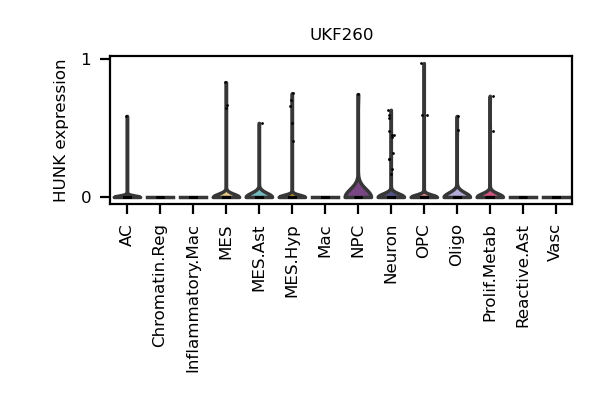 UKF260
HUNK expression
1
0
AC
Chromatin.Reg
Inflammatory.Mac
MES
MES.Ast
MES.Hyp
Mac
NPC
Neuron
OPC
Oligo
Prolif.Metab
Reactive.Ast
Vasc